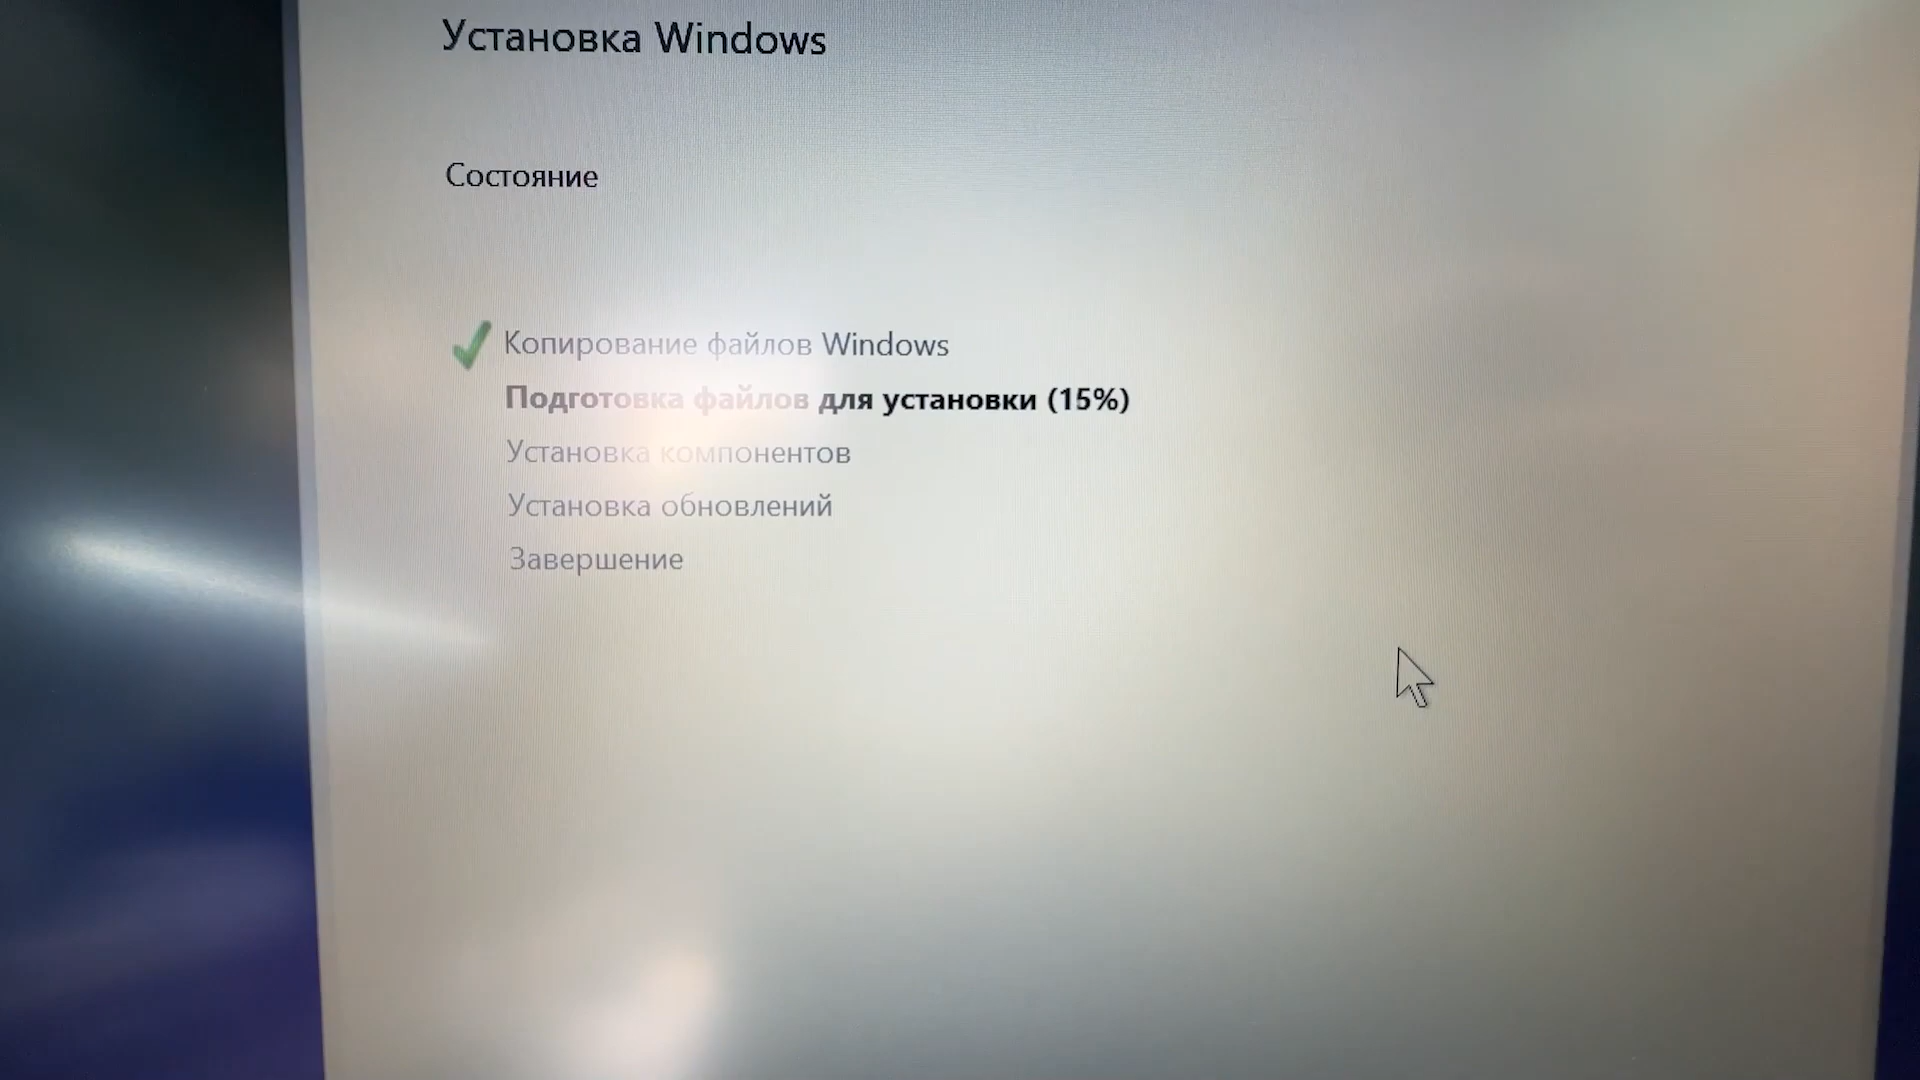 Установка Windows
Состояние
Копирование файлов Windows
Подготовка файлов для установки (15%)
Установка компонентов
Установка обновлений
Завершение